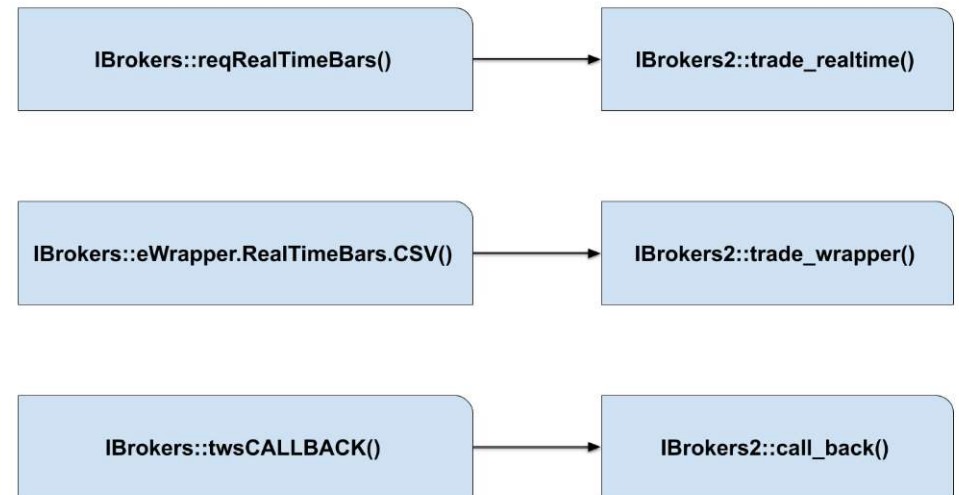 IBrokers::reqRealTimeBars()
IBrokers2::trade_realtime()
IBrokers::eWrapper.RealTimeBars.CSV()
IBrokers2::trade_wrapper()
IBrokers::twsCALLBACK()
IBrokers2::call_back()